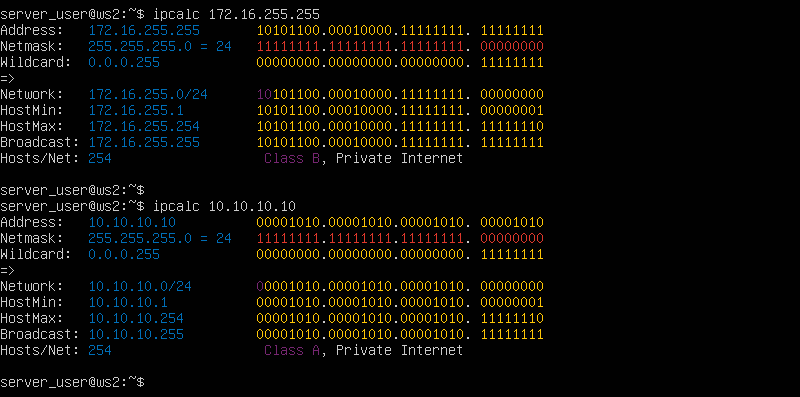 server_user@ws2:~$ ipcalc 172.16.255.255
Address:   172.16.255.255       10101100.00010000.11111111. 11111111
Netmask:   255.255.255.0 = 24   11111111.11111111.11111111. 00000000
Wildcard:  0.0.0.255            00000000.00000000.00000000. 11111111
=>
Network:   172.16.255.0/24      10101100.00010000.11111111. 00000000
HostMin:   172.16.255.1         10101100.00010000.11111111. 00000001
HostMax:   172.16.255.254       10101100.00010000.11111111. 11111110
Broadcast: 172.16.255.255       10101100.00010000.11111111. 11111111
Hosts/Net: 254                   Class B, Private Internet
server_user@ws2:~$
server_user@ws2:~$ ipcalc 10.10.10.10
Address:   10.10.10.10          00001010.00001010.00001010. 00001010
Netmask:   255.255.255.0 = 24   11111111.11111111.11111111. 00000000
Wildcard:  0.0.0.255            00000000.00000000.00000000. 11111111
=>
Network:   10.10.10.0/24        00001010.00001010.00001010. 00000000
HostMin:   10.10.10.1           00001010.00001010.00001010. 00000001
HostMax:   10.10.10.254         00001010.00001010.00001010. 11111110
Broadcast: 10.10.10.255         00001010.00001010.00001010. 11111111
Hosts/Net: 254                   Class A, Private Internet
server_user@ws2:~$